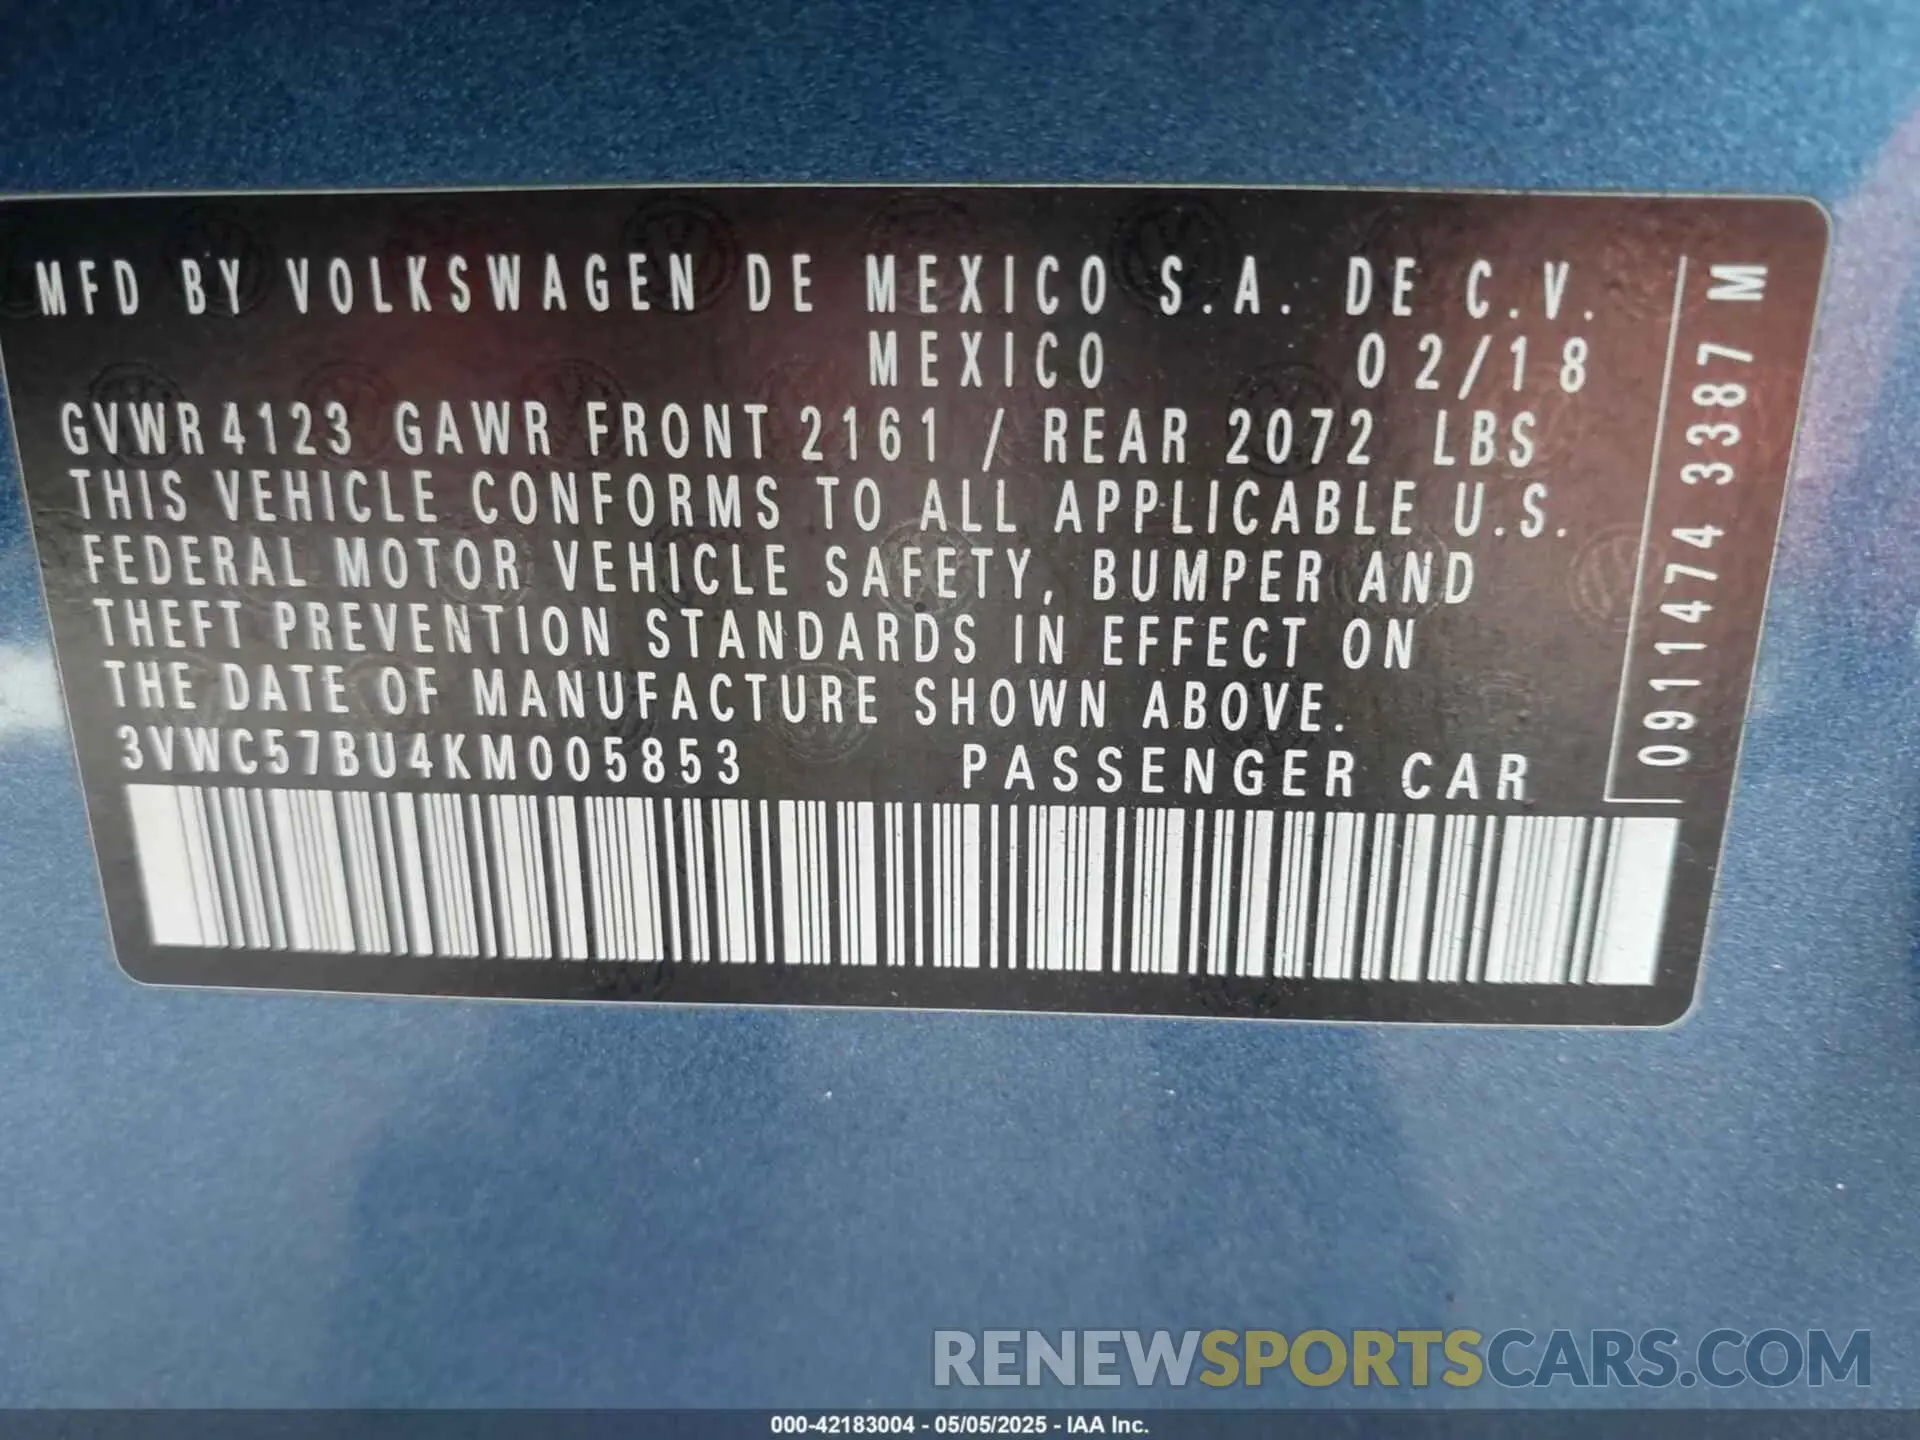 MFD BY VOLKSWAGEN DE MEXICO S.A. DE C.V.
MEXICO 02/18
GVWR 4123 GAWR FRONT 2161 / REAR 2072 LBS
THIS VEHICLE CONFORMS TO ALL APPLICABLE U.S.
FEDERAL MOTOR VEHICLE SAFETY, BUMPER AND
THEFT PREVENTION STANDARDS IN EFFECT ON
THE DATE OF MANUFACTURE SHOWN ABOVE.
3VWC57BU4KM005853 PASSENGER CAR
0911474 3387 M
RENEWSPORTSCARS.COM
000-42183004 - 05/05/2025 - IAA Inc.